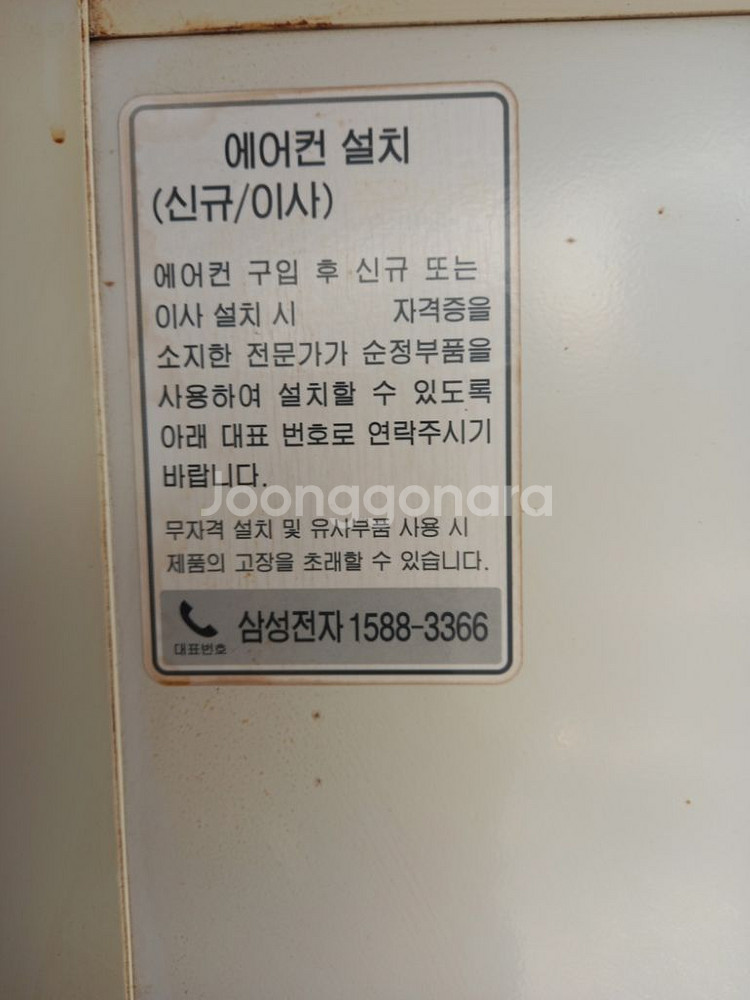 에어컨 설치
(신규/이사)
에어컨 구입 후 신규 또는
이사 설치 시 자격증을
소지한 전문가가 순정부품을
사용하여 설치할 수 있도록
아래 대표 번호로 연락주시기
바랍니다.
Joonggonara
무자격 설치 및 유사부품 사용 시
제품의 고장을 초래할 수 있습니다.
대표번호 삼성전자 1588-3366